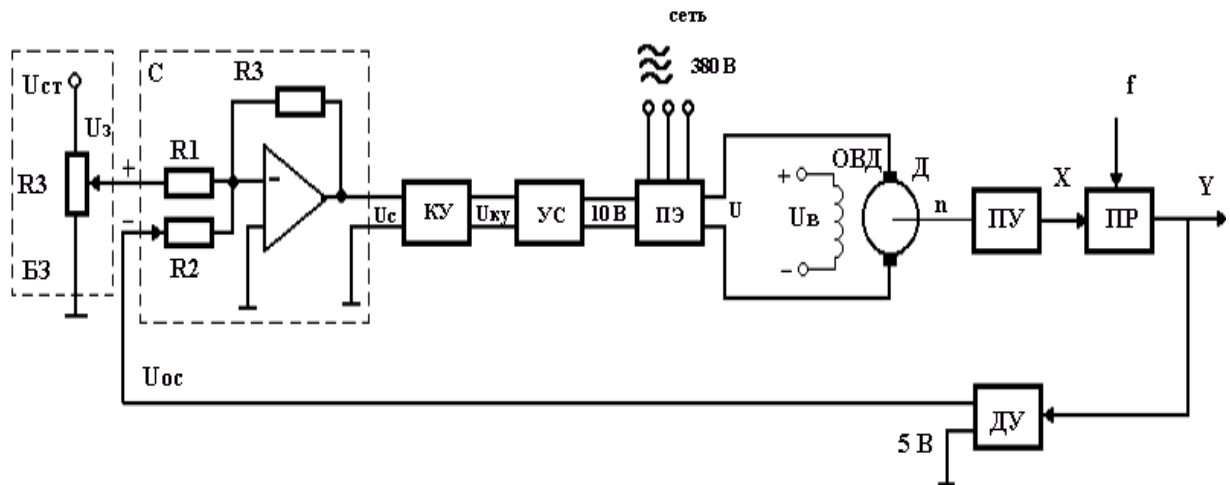 сеть
380 В
Uст
Uз
R3
БЗ
С
R3
R1
R2
+
−
−
Uс
КУ
Uку
УС
10 В
ПЭ
U
+
Uв
−
ОВД
Д
n
ПУ
X
f
ПР
Y
Uос
5 В
ДУ